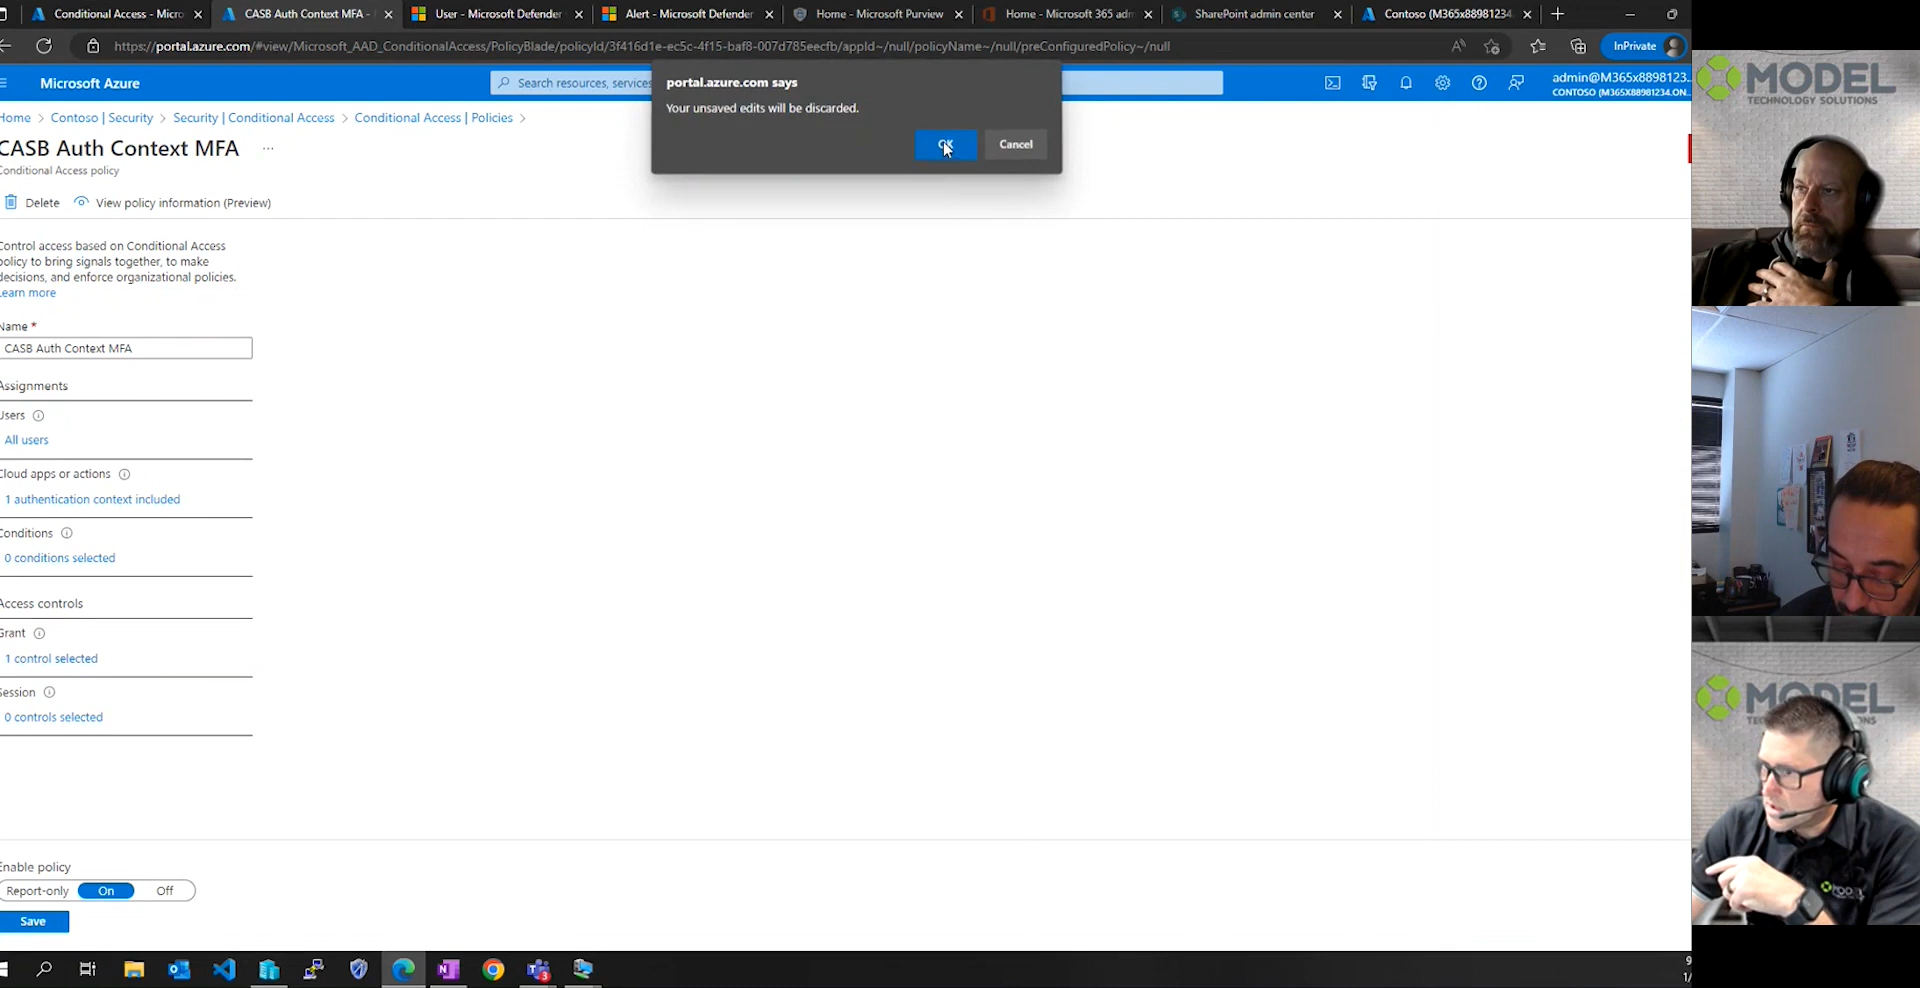 Conditional Access - Micro
CASB Auth Context MFA -
User - Microsoft Defender
Alert - Microsoft Defender
Home - Microsoft Purview
Home - Microsoft 365 adm
SharePoint admin center
Contoso (M365x88981234
https://portal.azure.com/#view/Microsoft_AAD_ConditionalAccess/PolicyBlade/policyId/3f416d1e-ec5c-4f15-baf8-007d785eecfb/appId~/null/policyName~/null/preConfiguredPolicy~/null
InPrivate
Microsoft Azure
Search resources, services
admin@M365x8898123...
CONTOSO (M365X88981234.ON...
portal.azure.com says
Your unsaved edits will be discarded.
OK
Cancel
Home > Contoso | Security > Security | Conditional Access > Conditional Access | Policies >
CASB Auth Context MFA ...
Conditional Access policy
Delete
View policy information (Preview)
Control access based on Conditional Access
policy to bring signals together, to make
decisions, and enforce organizational policies.
Learn more
Name *
CASB Auth Context MFA
Assignments
Users
All users
Cloud apps or actions
1 authentication context included
Conditions
0 conditions selected
Access controls
Grant
1 control selected
Session
0 controls selected
Enable policy
Report-only
On
Off
Save
MODEL
TECHNOLOGY SOLUTIONS
MODEL